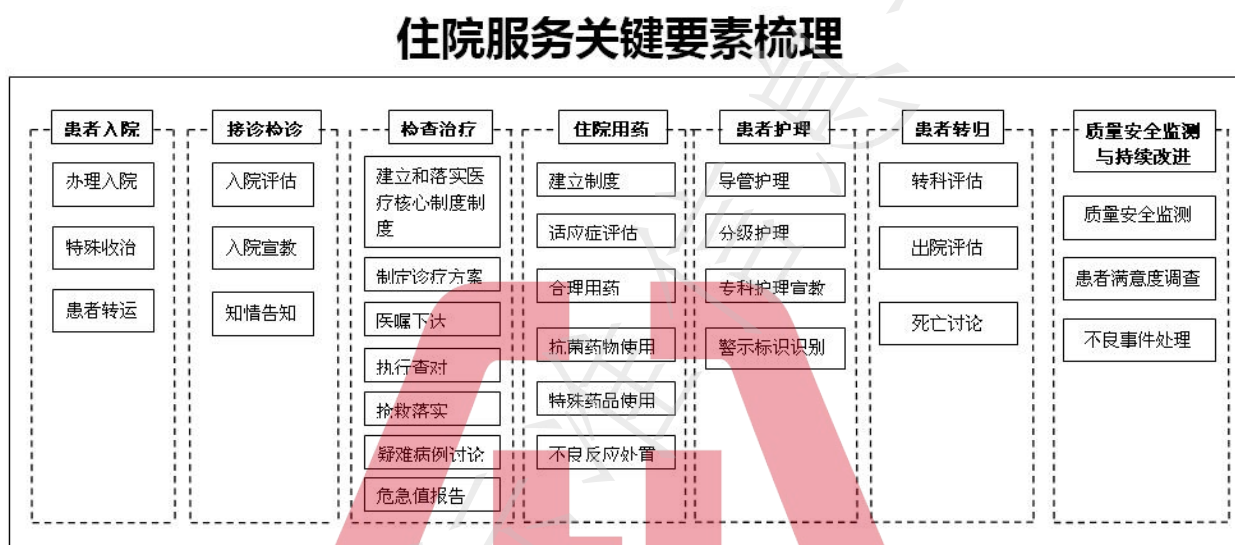 住院服务关键要素梳理
患者入院
办理入院
特殊收治
患者转运
接诊检诊
入院评估
入院宣教
知情告知
检查治疗
建立和落实医
疗核心制度制
度
制定诊疗方案
医嘱下达
执行查对
抢救落实
疑难病例讨论
危急值报告
住院用药
建立制度
适应症评估
合理用药
抗菌药物使用
特殊药品使用
不良反应处置
患者护理
导管护理
分级护理
专科护理宣教
警示标识识别
患者转归
转科评估
出院评估
死亡讨论
质量安全监测
与持续改进
质量安全监测
患者满意度调查
不良事件处理